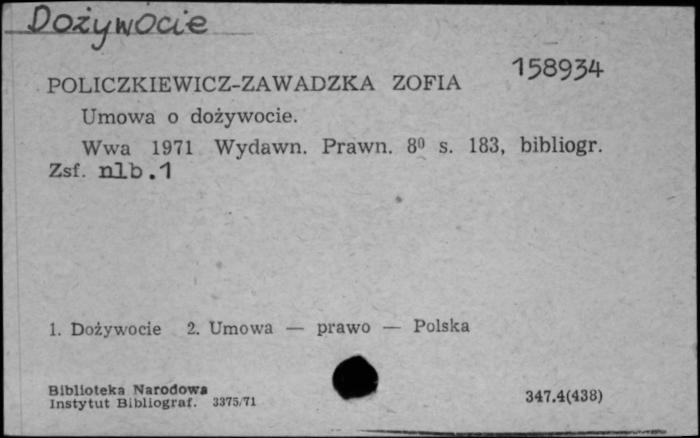 Dożywocie
158934
POLICZKIEWICZ-ZAWADZKA ZOFIA
Umowa o dożywocie.
Wwa 1971 Wydawn. Prawn. 8⁰ s. 183, bibliogr.
Zsf. nlb.1
1. Dożywocie 2. Umowa — prawo — Polska
Biblioteka Narodowa
Instytut Bibliograf. 3375/71
347.4(438)